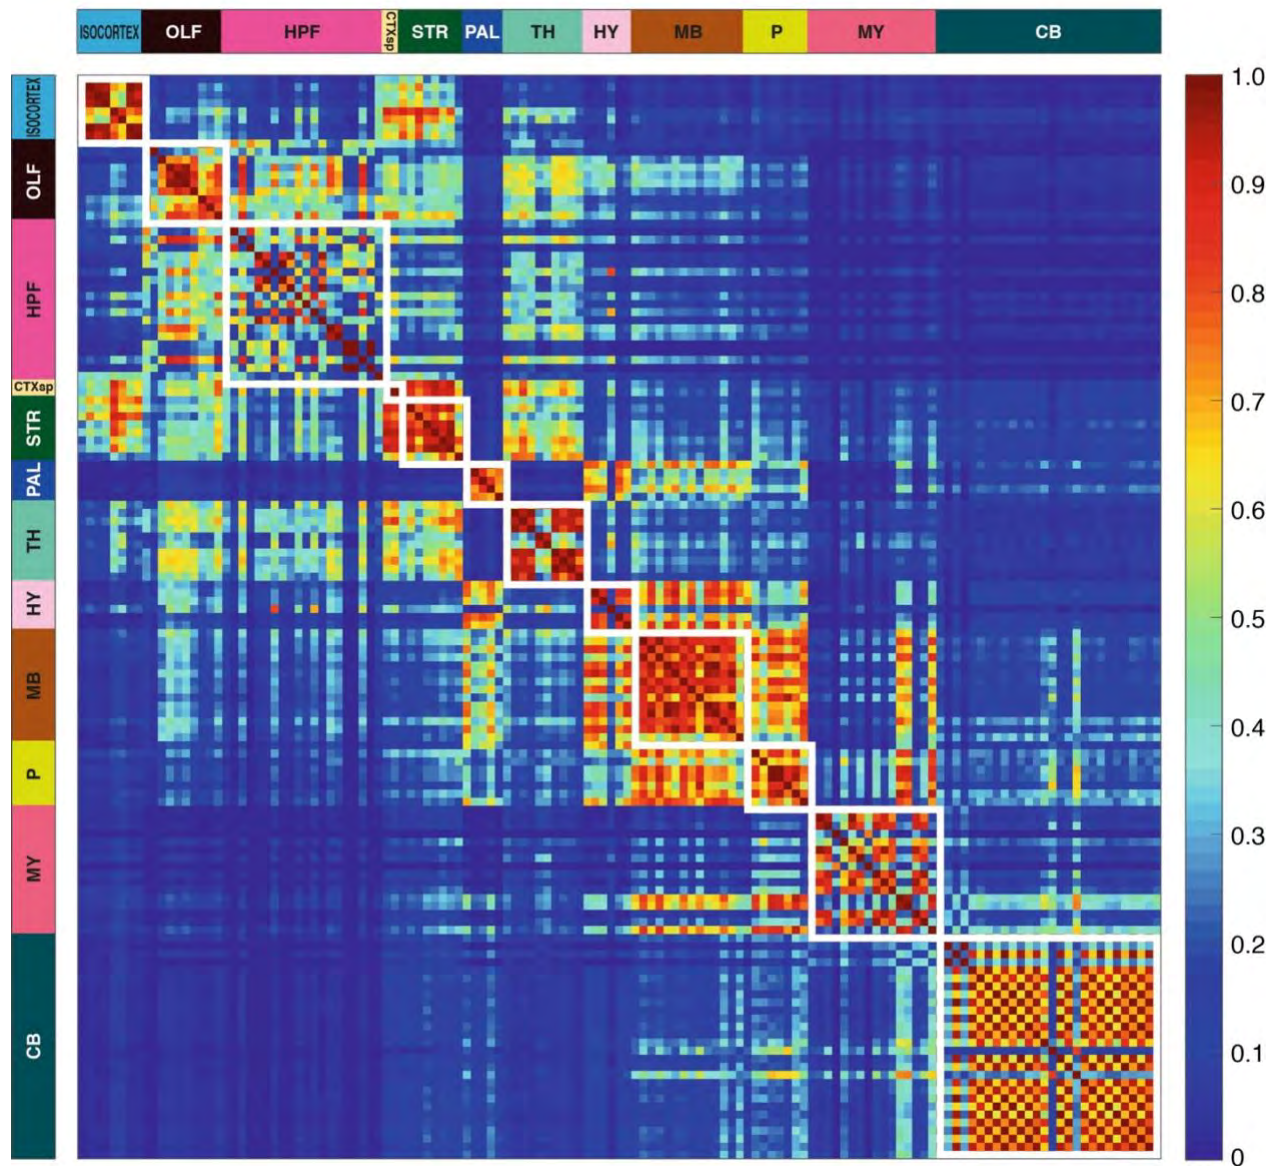 ISOCORTEX OLF HPF CTXsp STR PAL TH HY MB P MY CB
ISOCORTEX
OLF
HPF
CTXsp
STR
PAL
TH
HY
MB
P
MY
CB
1.0
0.9
0.8
0.7
0.6
0.5
0.4
0.3
0.2
0.1
0